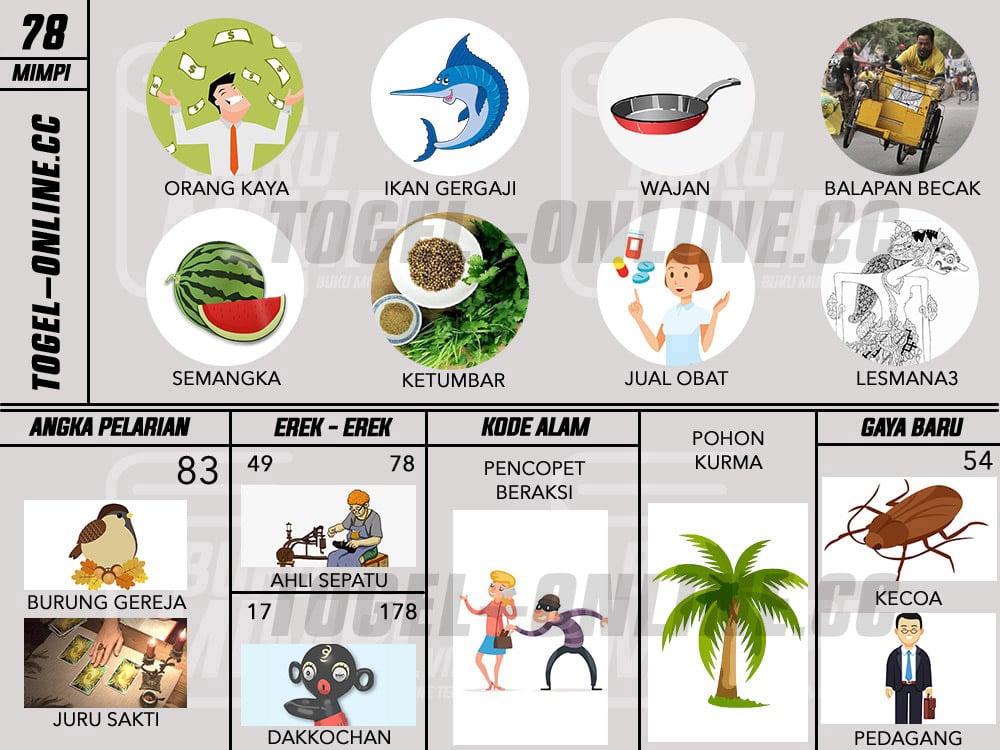 78
MIMPI
TOGEL-ONLINE.CC
ORANG KAYA
IKAN GERGAJI
WAJAN
BALAPAN BECAK
TOGEL-ONLINE.CC
SEMANGKA
KETUMBAR
JUAL OBAT
LESMANA3
ANGKA PELARIAN
83
BURUNG GEREJA
JURU SAKTI
EREK - EREK
49 78
AHLI SEPATU
17 178
DAKKOCHAN
KODE ALAM
PENCOPET
BERAKSI
POHON
KURMA
GAYA BARU
54
KECOA
PEDAGANG
TOGEL-ONLINE.CC